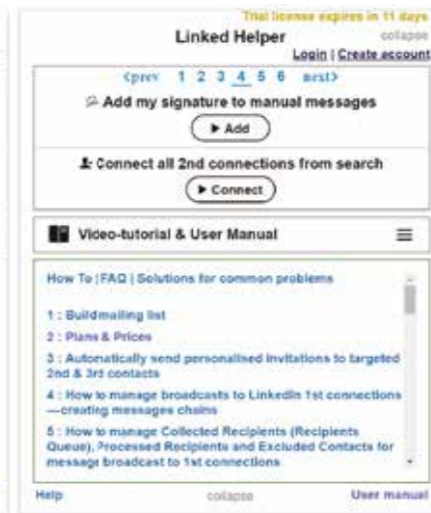 Trial license expires in 11 days
Linked Helper collapse
Login | Create account
<prev 1 2 3 4 5 6 next>
Add my signature to manual messages
Add
Connect all 2nd connections from search
Connect
Video-tutorial & User Manual
How To | FAQ | Solutions for common problems
1 : Build mailing list
2 : Plans & Prices
3 : Automatically send personalised invitations to targeted
2nd & 3rd contacts
4 : How to manage broadcasts to LinkedIn 1st connections
—creating messages chains
5 : How to manage Collected Recipients (Recipients
Queue), Processed Recipients and Excluded Contacts for
message broadcast to 1st connections
Help collapse User manual